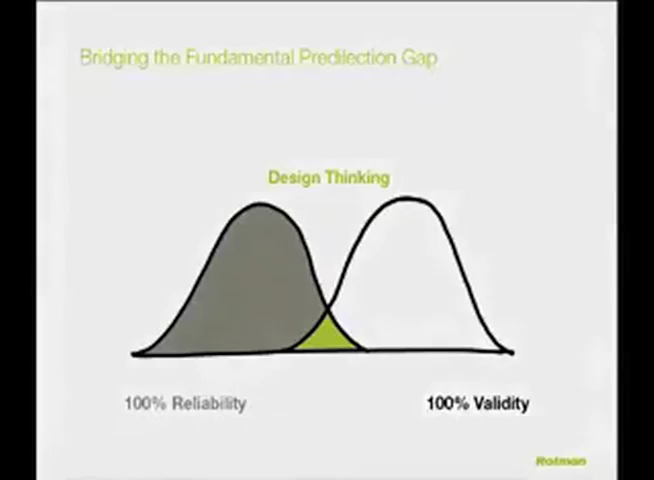 Bridging the Fundamental Predilection Gap
Design Thinking
100% Reliability
100% Validity
Rotman